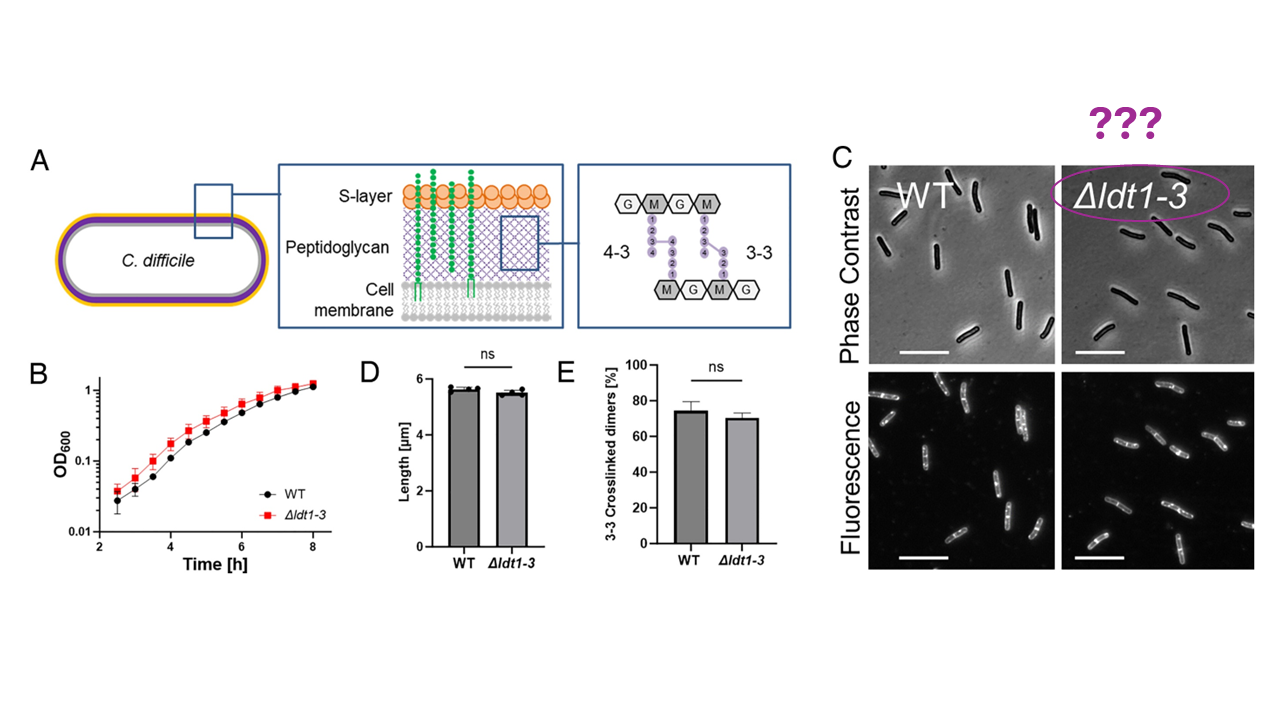 ???
A
C. difficile
S-layer
Peptidoglycan
Cell
membrane
G M G M
4-3
1 1
2 2
3 4 3
4 3 4 3
2 2
1 1
3-3
M G M G
B
OD600
1
0.1
0.01
2 4 6 8
Time [h]
WT
Δldt1-3
D
ns
Length [µm]
6
4
2
0
WT Δldt1-3
E
ns
3-3 Crosslinked dimers [%]
100
80
60
40
20
0
WT Δldt1-3
C
Phase Contrast
WT
Δldt1-3
Fluorescence